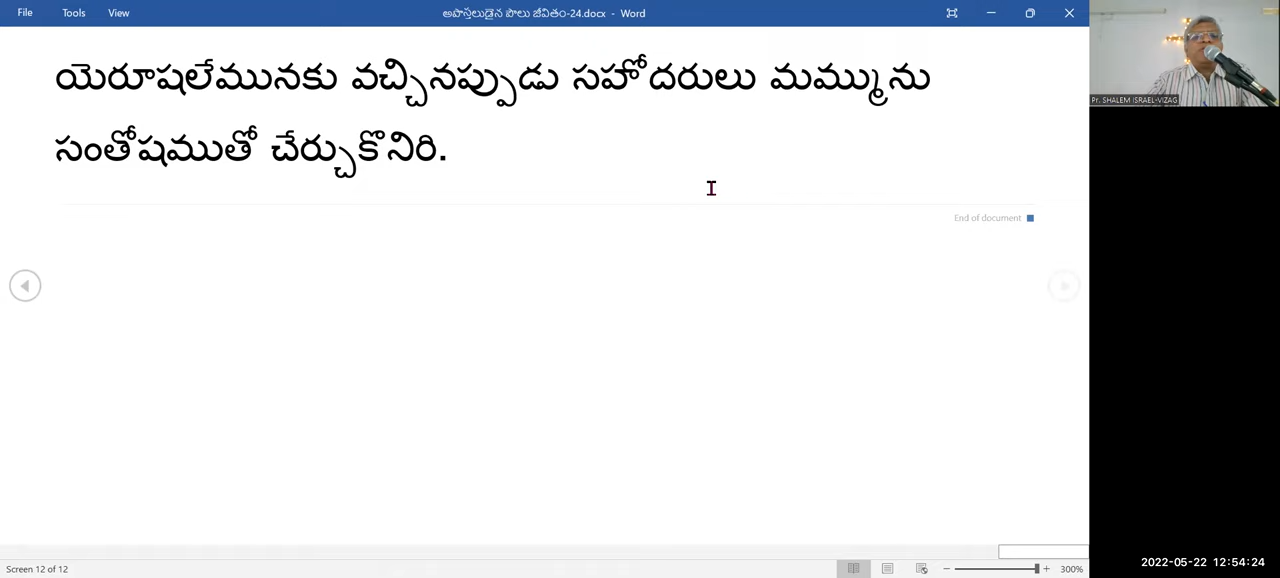 File Tools View అపొస్తలుడైన పౌలు జీవితం-24.docx - Word
యెరూషలేమునకు వచ్చినప్పుడు సహోదరులు మమ్మును
సంతోషముతో చేర్చుకొనిరి.
End of document
Pr. SHALEM ISRAEL-VIZAG
2022-05-22 12:54:24
Screen 12 of 12 300%